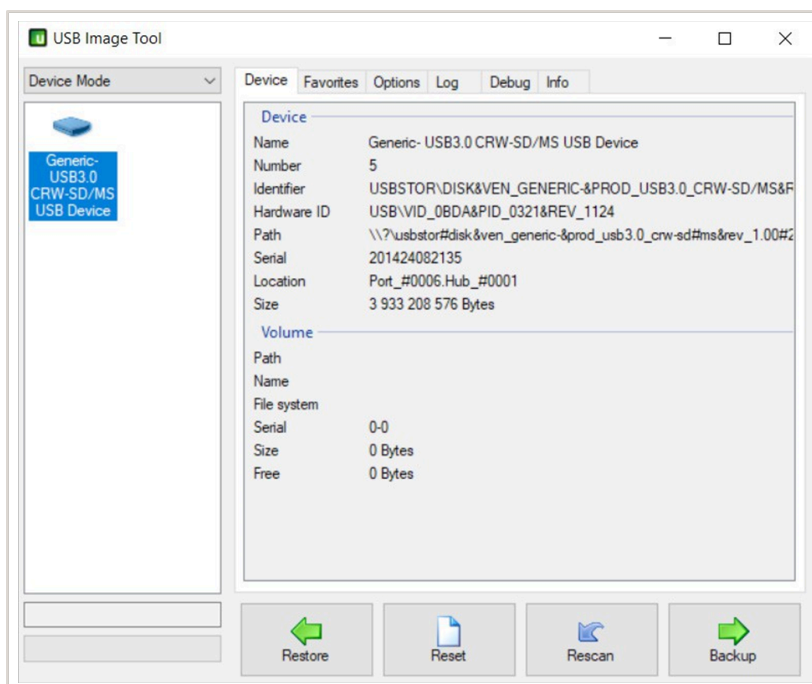 USB Image Tool
Device Mode
Device Favorites Options Log Debug Info
Generic-
USB3.0
CRW-SD/MS
USB Device
Device
Name Generic- USB3.0 CRW-SD/MS USB Device
Number 5
Identifier USBSTOR\DISK&VEN_GENERIC-&PROD_USB3.0_CRW-SD/MS&R
Hardware ID USB\VID_0BDA&PID_0321&REV_1124
Path \\?\usbstor#disk&ven_generic-&prod_usb3.0_crw-sd#ms&rev_1.00#2
Serial 201424082135
Location Port_#0006.Hub_#0001
Size 3 933 208 576 Bytes
Volume
Path
Name
File system
Serial 0-0
Size 0 Bytes
Free 0 Bytes
Restore Reset Rescan Backup